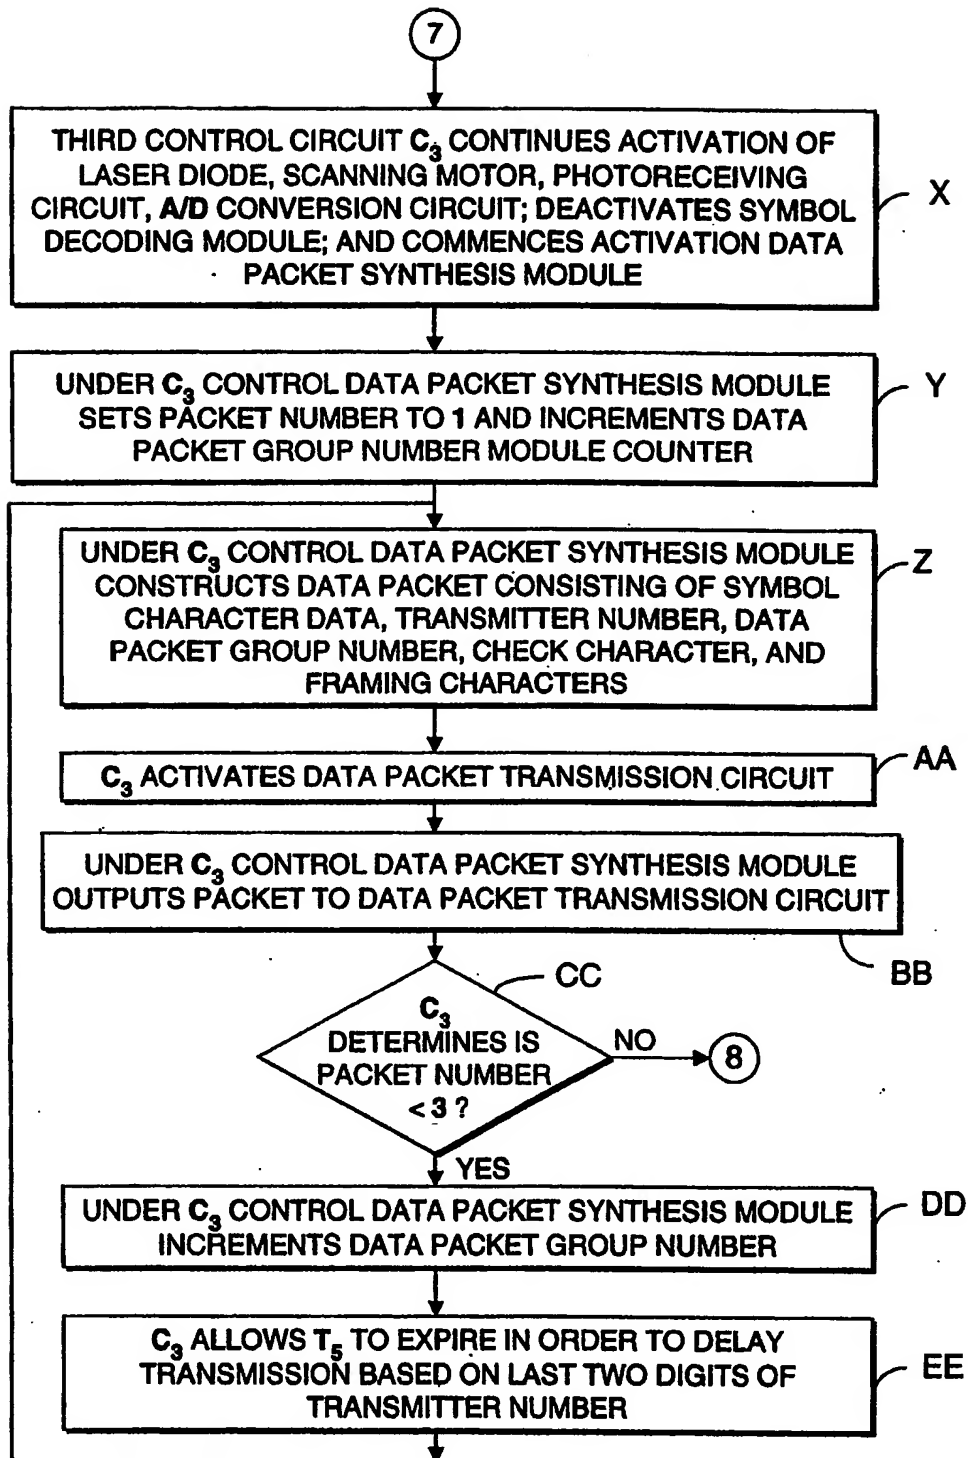 7
THIRD CONTROL CIRCUIT C₃ CONTINUES ACTIVATION OF
LASER DIODE, SCANNING MOTOR, PHOTORECEIVING
CIRCUIT, A/D CONVERSION CIRCUIT; DEACTIVATES SYMBOL
DECODING MODULE; AND COMMENCES ACTIVATION DATA
PACKET SYNTHESIS MODULE
X
UNDER C₃ CONTROL DATA PACKET SYNTHESIS MODULE
SETS PACKET NUMBER TO 1 AND INCREMENTS DATA
PACKET GROUP NUMBER MODULE COUNTER
Y
UNDER C₃ CONTROL DATA PACKET SYNTHESIS MODULE
CONSTRUCTS DATA PACKET CONSISTING OF SYMBOL
CHARACTER DATA, TRANSMITTER NUMBER, DATA
PACKET GROUP NUMBER, CHECK CHARACTER, AND
FRAMING CHARACTERS
Z
C₃ ACTIVATES DATA PACKET TRANSMISSION CIRCUIT
AA
UNDER C₃ CONTROL DATA PACKET SYNTHESIS MODULE
OUTPUTS PACKET TO DATA PACKET TRANSMISSION CIRCUIT
BB
CC
C₃
DETERMINES IS
PACKET NUMBER
< 3 ?
NO
8
YES
UNDER C₃ CONTROL DATA PACKET SYNTHESIS MODULE
INCREMENTS DATA PACKET GROUP NUMBER
DD
C₃ ALLOWS T₅ TO EXPIRE IN ORDER TO DELAY
TRANSMISSION BASED ON LAST TWO DIGITS OF
TRANSMITTER NUMBER
EE